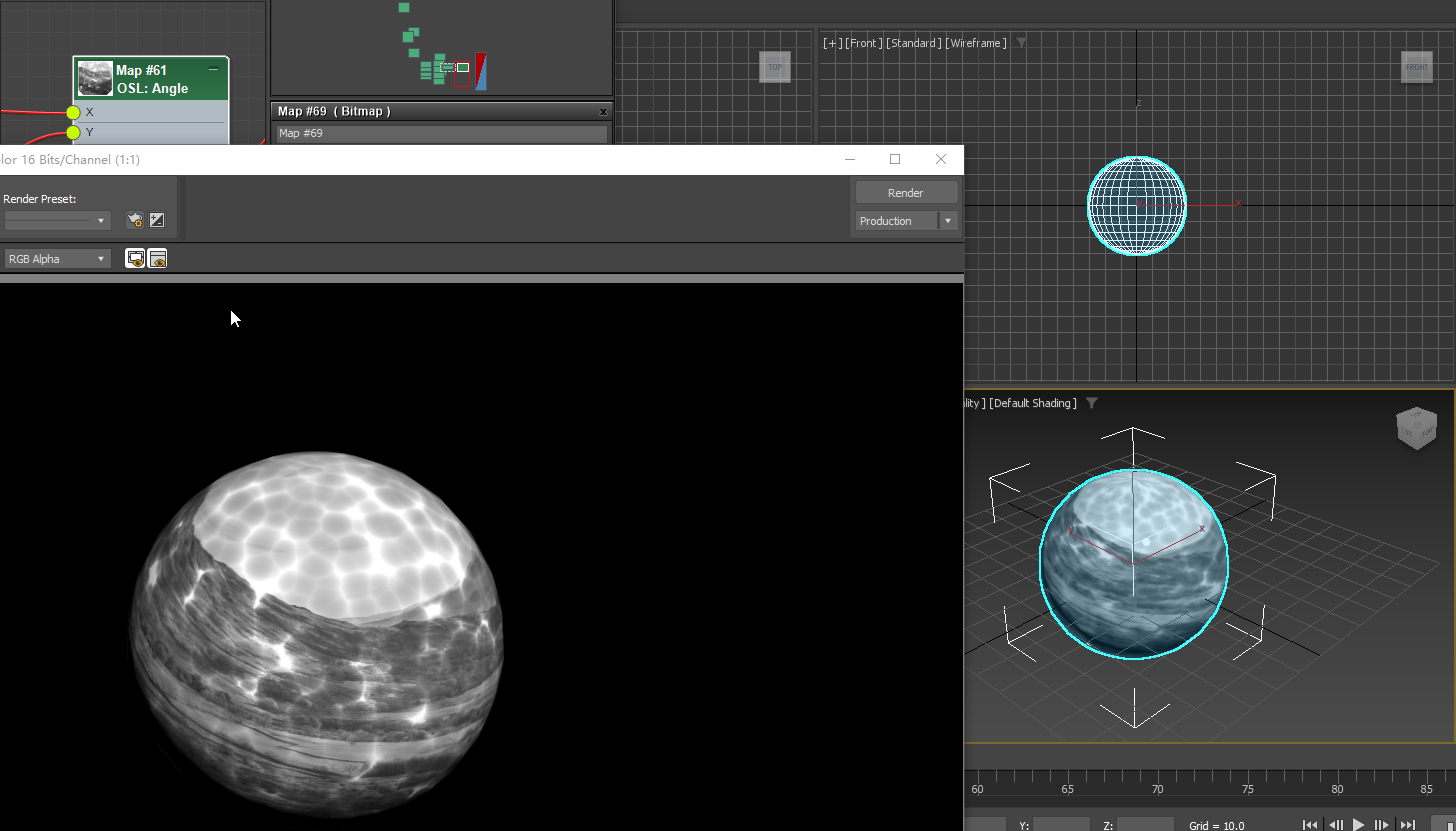 Map #61
OSL: Angle
X
Y
Map #69 ( Bitmap )
x
Map #69
TOP
[+] [Front ] [Standard ] [Wireframe ]
FRONT
lor 16 Bits/Channel (1:1)
Render Preset:
Render
Production
RGB Alpha
lity ] [Default Shading ]
x
60 65 70 75 80 85
Y:
Z:
Grid = 10.0